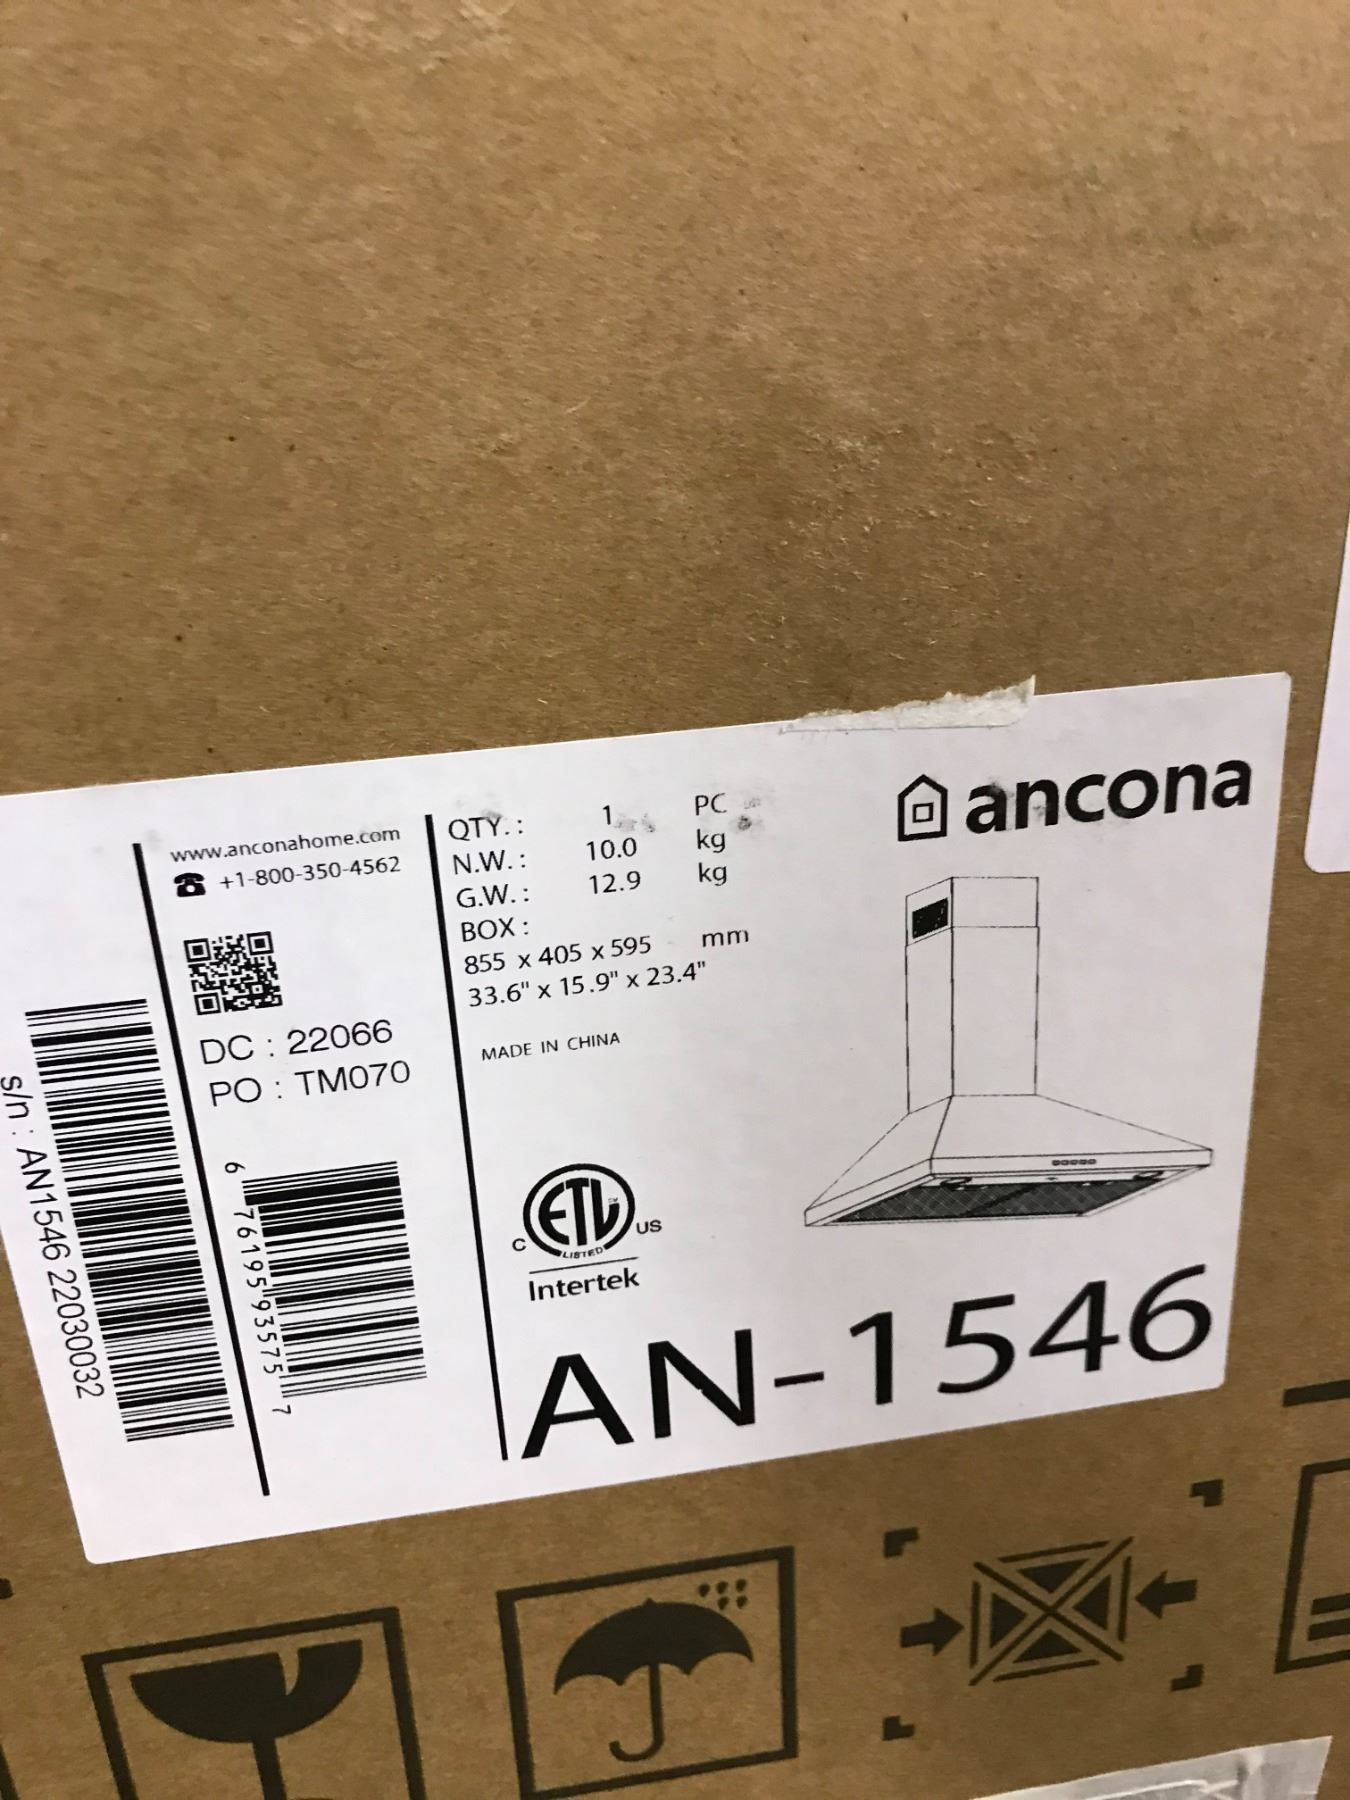 ancona
www.anconahome.com
+1-800-350-4562
DC : 22066
PO : TM070
6 76195 93575 7
s/n : AN1546 22030032
QTY. : 1 PC
N.W. : 10.0 kg
G.W. : 12.9 kg
BOX :
855 x 405 x 595 mm
33.6" x 15.9" x 23.4"
MADE IN CHINA
ETL
LISTED
C US
Intertek
AN-1546